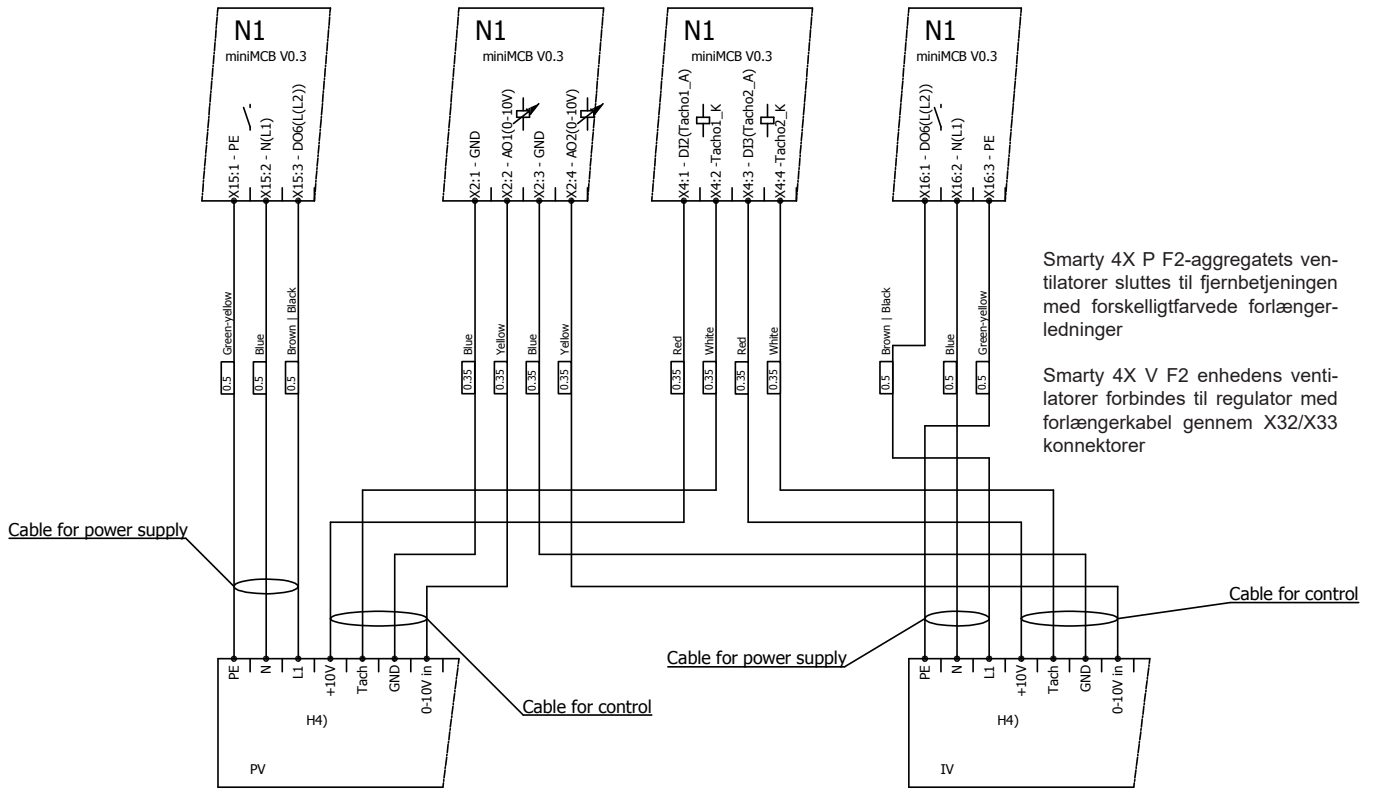 N1
miniMCB V0.3
X15:1 - PE
X15:2 - N(L1)
X15:3 - DO6(L(L2))
N1
miniMCB V0.3
X2:1 - GND
X2:2 - AO1(0-10V)
X2:3 - GND
X2:4 - AO2(0-10V)
N1
miniMCB V0.3
X4:1 - DI2(Tacho1_A)
X4:2 -Tacho1_K
X4:3 - DI3(Tacho2_A)
X4:4 -Tacho2_K
N1
miniMCB V0.3
X16:1 - DO6(L(L2))
X16:2 - N(L1)
X16:3 - PE
Smarty 4X P F2-aggregatets ven-
tilatorer sluttes til fjernbetjeningen
med forskelligtfarvede forlænger-
ledninger
Smarty 4X V F2 enhedens venti-
latorer forbindes til regulator med
forlængerkabel gennem X32/X33
konnektorer
0.5 Green-yellow
0.5 Blue
0.5 Brown | Black
0.35 Blue
0.35 Yellow
0.35 Blue
0.35 Yellow
0.35 Red
0.35 White
0.35 Red
0.35 White
0.5 Brown | Black
0.5 Blue
0.5 Green-yellow
Cable for power supply
Cable for control
Cable for power supply
Cable for control
PE
N
L1
+10V
Tach
GND
0-10V in
H4)
PV
PE
N
L1
+10V
Tach
GND
0-10V in
H4)
IV